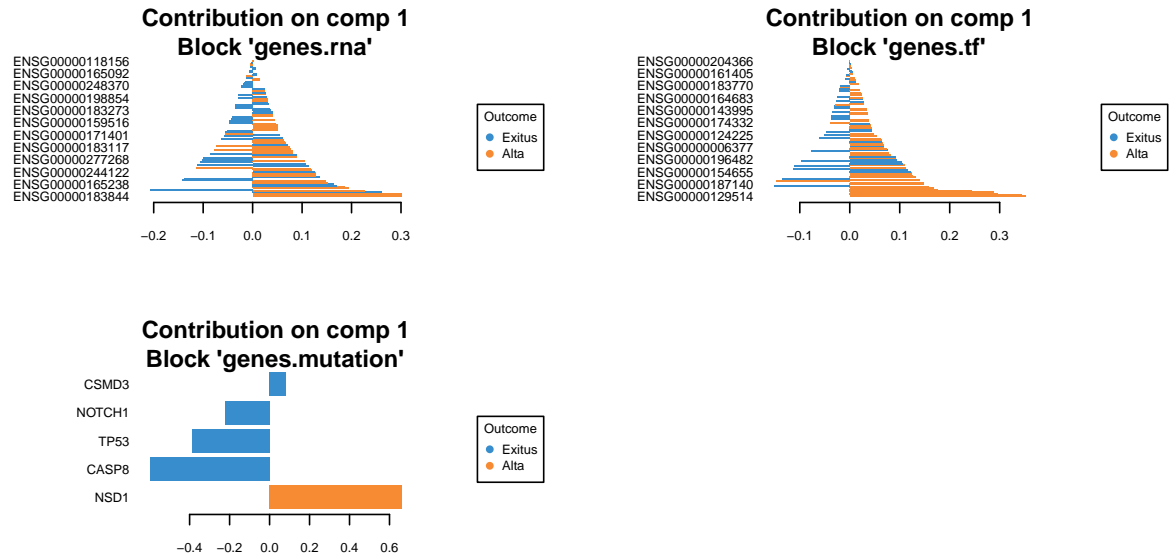 Contribution on comp 1
Block 'genes.rna'
ENSG00000118156
ENSG00000165092
ENSG00000248370
ENSG00000198854
ENSG00000183273
ENSG00000159516
ENSG00000171401
ENSG00000183117
ENSG00000277268
ENSG00000244122
ENSG00000165238
ENSG00000183844
−0.2 −0.1 0.0 0.1 0.2 0.3
Outcome
Exitus
Alta
Contribution on comp 1
Block 'genes.tf'
ENSG00000204366
ENSG00000161405
ENSG00000183770
ENSG00000164683
ENSG00000143995
ENSG00000174332
ENSG00000124225
ENSG00000006377
ENSG00000196482
ENSG00000154655
ENSG00000187140
ENSG00000129514
−0.1 0.0 0.1 0.2 0.3
Outcome
Exitus
Alta
Contribution on comp 1
Block 'genes.mutation'
CSMD3
NOTCH1
TP53
CASP8
NSD1
−0.4 −0.2 0.0 0.2 0.4 0.6
Outcome
Exitus
Alta